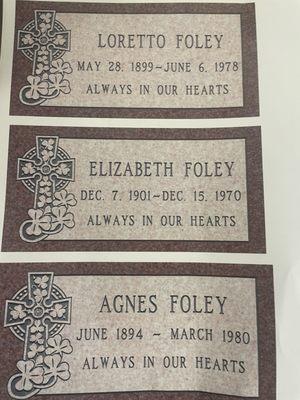 LORETTO FOLEY
MAY 28. 1899~JUNE 6, 1978
ALWAYS IN OUR HEARTS
ELIZABETH FOLEY
DEC. 7. 1901~DEC. 15. 1970
ALWAYS IN OUR HEARTS
AGNES FOLEY
JUNE 1894 ~ MARCH 1980
ALWAYS IN OUR HEARTS